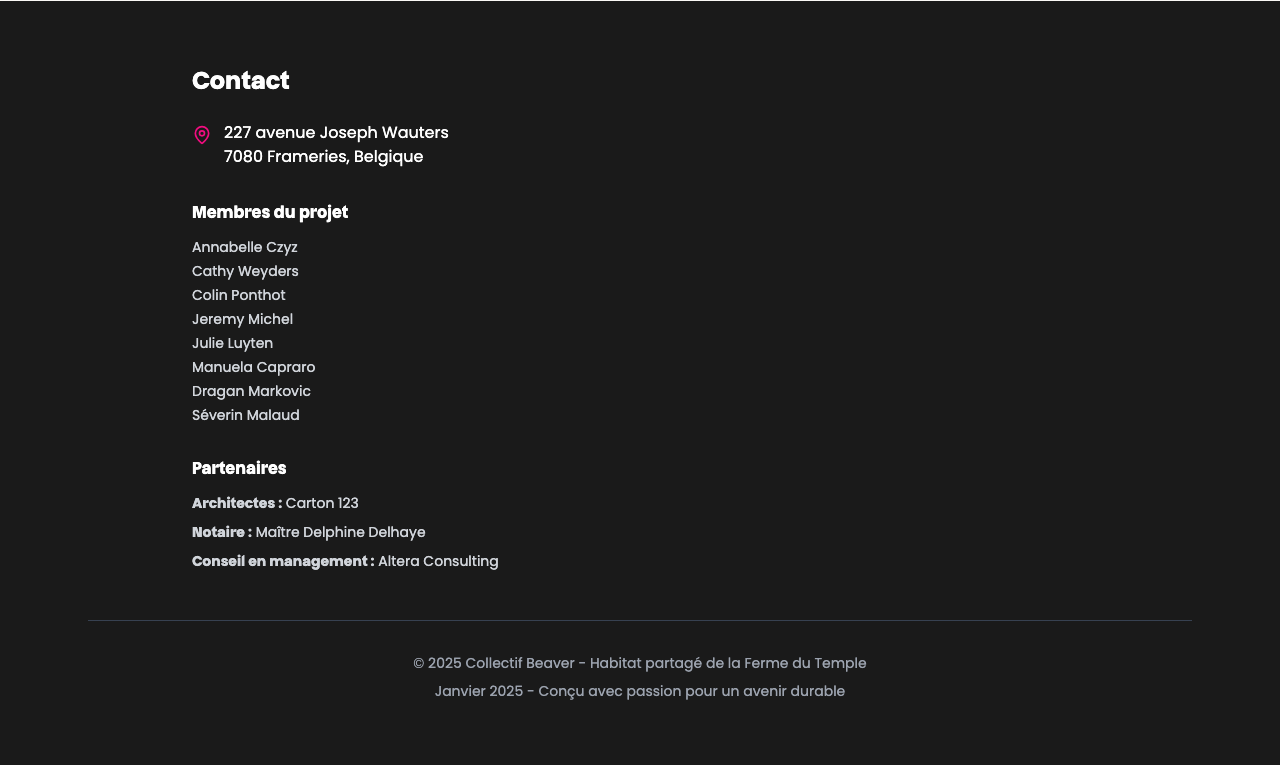 Contact
227 avenue Joseph Wauters
7080 Frameries, Belgique
Membres du projet
Annabelle Czyz
Cathy Weyders
Colin Ponthot
Jeremy Michel
Julie Luyten
Manuela Capraro
Dragan Markovic
Séverin Malaud
Partenaires
Architectes : Carton 123
Notaire : Maître Delphine Delhaye
Conseil en management : Altera Consulting
© 2025 Collectif Beaver - Habitat partagé de la Ferme du Temple
Janvier 2025 - Conçu avec passion pour un avenir durable